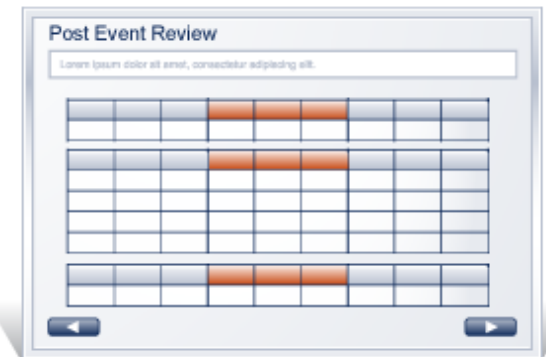 Post Event Review
Lorem ipsum dolor sit amet, consectetur adipiscing elit.